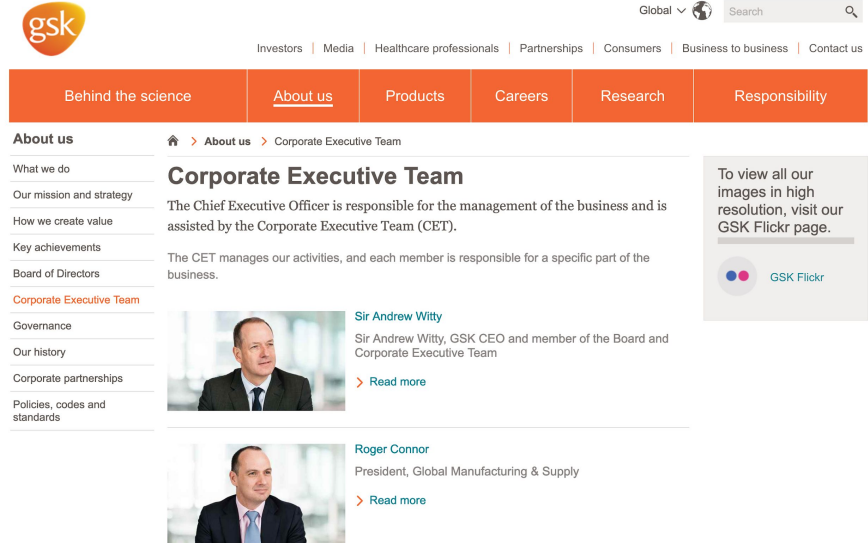 gsk
Global
Search
Investors | Media | Healthcare professionals | Partnerships | Consumers | Business to business | Contact us
Behind the science
About us
Products
Careers
Research
Responsibility
About us
What we do
Our mission and strategy
How we create value
Key achievements
Board of Directors
Corporate Executive Team
Governance
Our history
Corporate partnerships
Policies, codes and
standards
About us > Corporate Executive Team
Corporate Executive Team
The Chief Executive Officer is responsible for the management of the business and is
assisted by the Corporate Executive Team (CET).
The CET manages our activities, and each member is responsible for a specific part of the
business.
Sir Andrew Witty
Sir Andrew Witty, GSK CEO and member of the Board and
Corporate Executive Team
Read more
Roger Connor
President, Global Manufacturing & Supply
Read more
To view all our
images in high
resolution, visit our
GSK Flickr page.
GSK Flickr